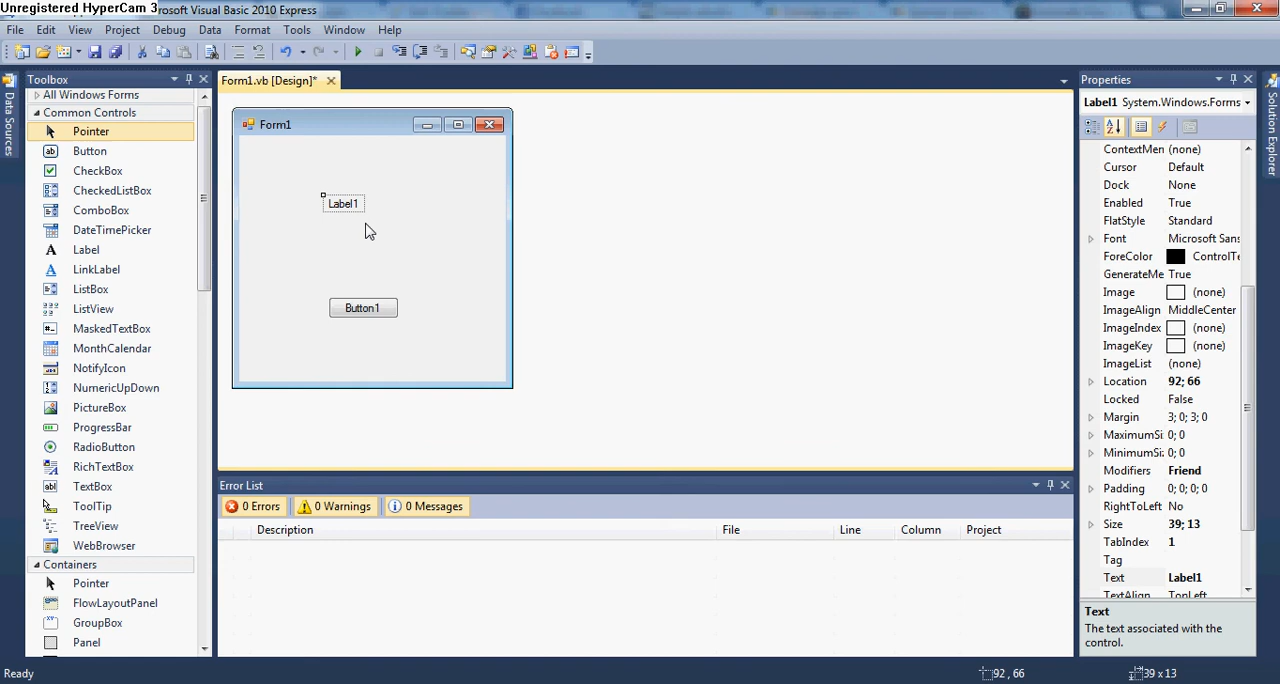 Unregistered HyperCam 3
rosoft Visual Basic 2010 Express
File Edit View Project Debug Data Format Tools Window Help
Data Sources
Toolbox
All Windows Forms
Common Controls
Pointer
Button
CheckBox
CheckedListBox
ComboBox
DateTimePicker
Label
LinkLabel
ListBox
ListView
MaskedTextBox
MonthCalendar
NotifyIcon
NumericUpDown
PictureBox
ProgressBar
RadioButton
RichTextBox
TextBox
ToolTip
TreeView
WebBrowser
Containers
Pointer
FlowLayoutPanel
GroupBox
Panel
Form1.vb [Design]*
Form1
Label1
Button1
Error List
0 Errors 0 Warnings 0 Messages
Description File Line Column Project
Properties
Label1 System.Windows.Forms
ContextMen (none)
Cursor Default
Dock None
Enabled True
FlatStyle Standard
Font Microsoft Sans
ForeColor ControlTe
GenerateMe True
Image (none)
ImageAlign MiddleCenter
ImageIndex (none)
ImageKey (none)
ImageList (none)
Location 92; 66
Locked False
Margin 3; 0; 3; 0
MaximumSi 0; 0
MinimumSi 0; 0
Modifiers Friend
Padding 0; 0; 0; 0
RightToLeft No
Size 39; 13
TabIndex 1
Tag
Text Label1
TextAlign TopLeft
Text
The text associated with the
control.
Solution Explorer
Ready 92 , 66 39 x 13